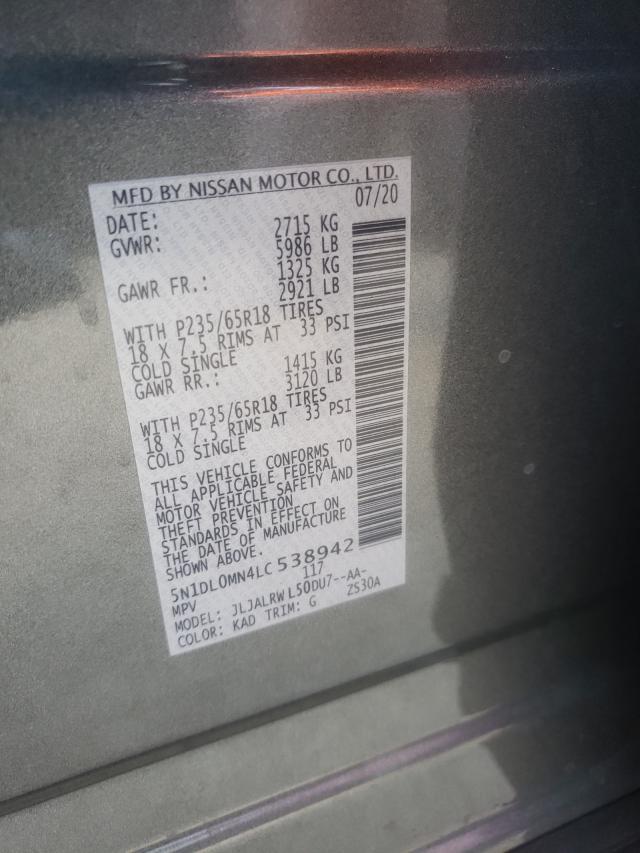 MFD BY NISSAN MOTOR CO., LTD.
DATE: 07/20
GVWR: 2715 KG
5986 LB
GAWR FR.: 1325 KG
2921 LB
WITH P235/65R18 TIRES
18 X 7.5 RIMS AT 33 PSI
COLD SINGLE
GAWR RR.: 1415 KG
3120 LB
WITH P235/65R18 TIRES
18 X 7.5 RIMS AT 33 PSI
COLD SINGLE
THIS VEHICLE CONFORMS TO
ALL APPLICABLE FEDERAL
MOTOR VEHICLE SAFETY AND
THEFT PREVENTION
STANDARDS IN EFFECT ON
THE DATE OF MANUFACTURE
SHOWN ABOVE.
5N1DL0MN4LC538942
MPV 117
MODEL: JLJALRWL50DU7--AA-
COLOR: KAD TRIM: G ZS30A